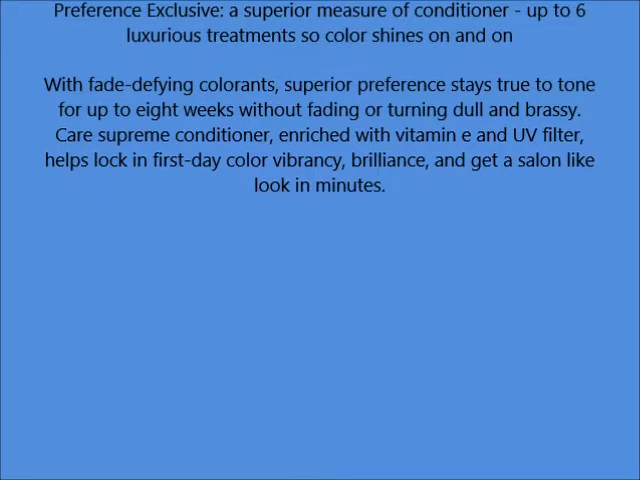 Preference Exclusive: a superior measure of conditioner - up to 6
luxurious treatments so color shines on and on
With fade-defying colorants, superior preference stays true to tone
for up to eight weeks without fading or turning dull and brassy.
Care supreme conditioner, enriched with vitamin e and UV filter,
helps lock in first-day color vibrancy, brilliance, and get a salon like
look in minutes.